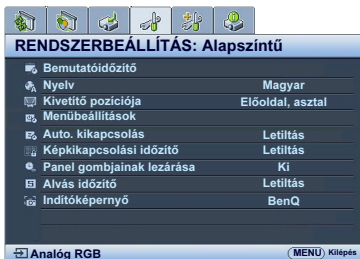 RENDSZERBEÁLLÍTÁS: Alapszíntű
Bemutatóidőzítő
Nyelv Magyar
Kivetítő pozíciója Előoldal, asztal
Menübeállítások
Auto. kikapcsolás Letiltás
Képkikapcsolási időzítő Letiltás
Panel gombjainak lezárása Ki
Alvás időzítő Letiltás
Indítóképernyő BenQ
Analóg RGB MENU Kilépés